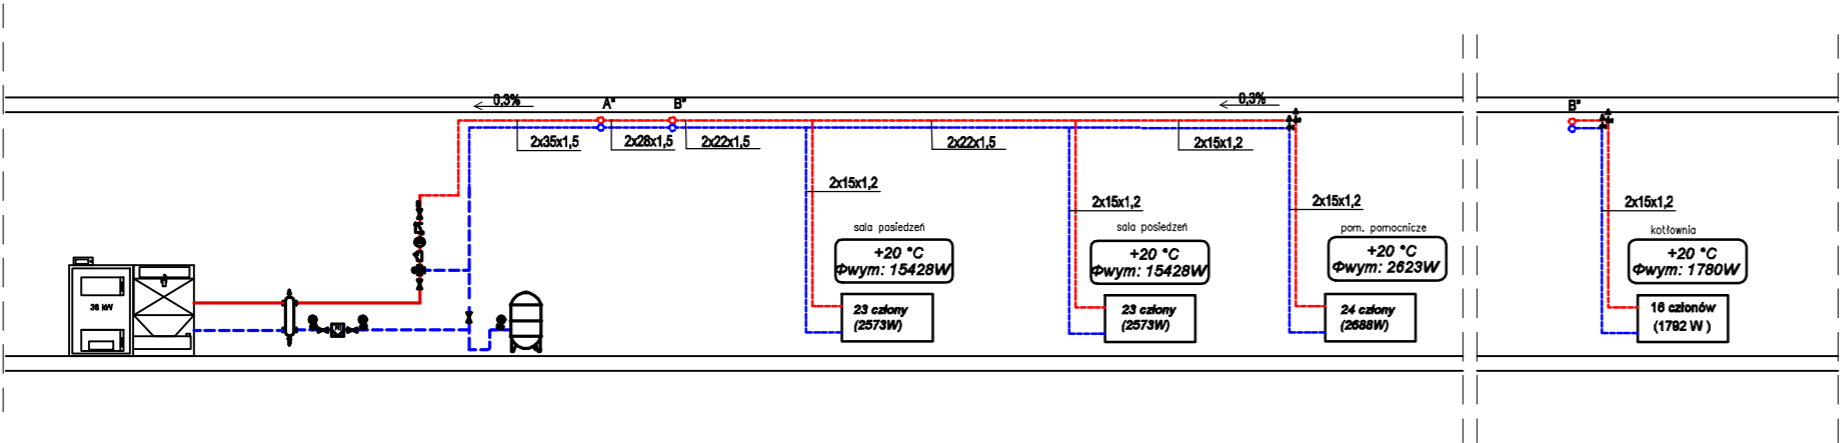 0,3%
A"
B"
0,3%
B"
2x35x1,5
2x28x1,5
2x22x1,5
2x22x1,5
2x15x1,2
2x15x1,2
2x15x1,2
2x15x1,2
2x15x1,2
sala posiedzeń
+20 °C
Φwym: 15428W
23 człony
(2573W)
sala posiedzeń
+20 °C
Φwym: 15428W
23 człony
(2573W)
pom. pomocnicze
+20 °C
Φwym: 2623W
24 człony
(2688W)
kotłownia
+20 °C
Φwym: 1780W
16 członów
(1792 W )